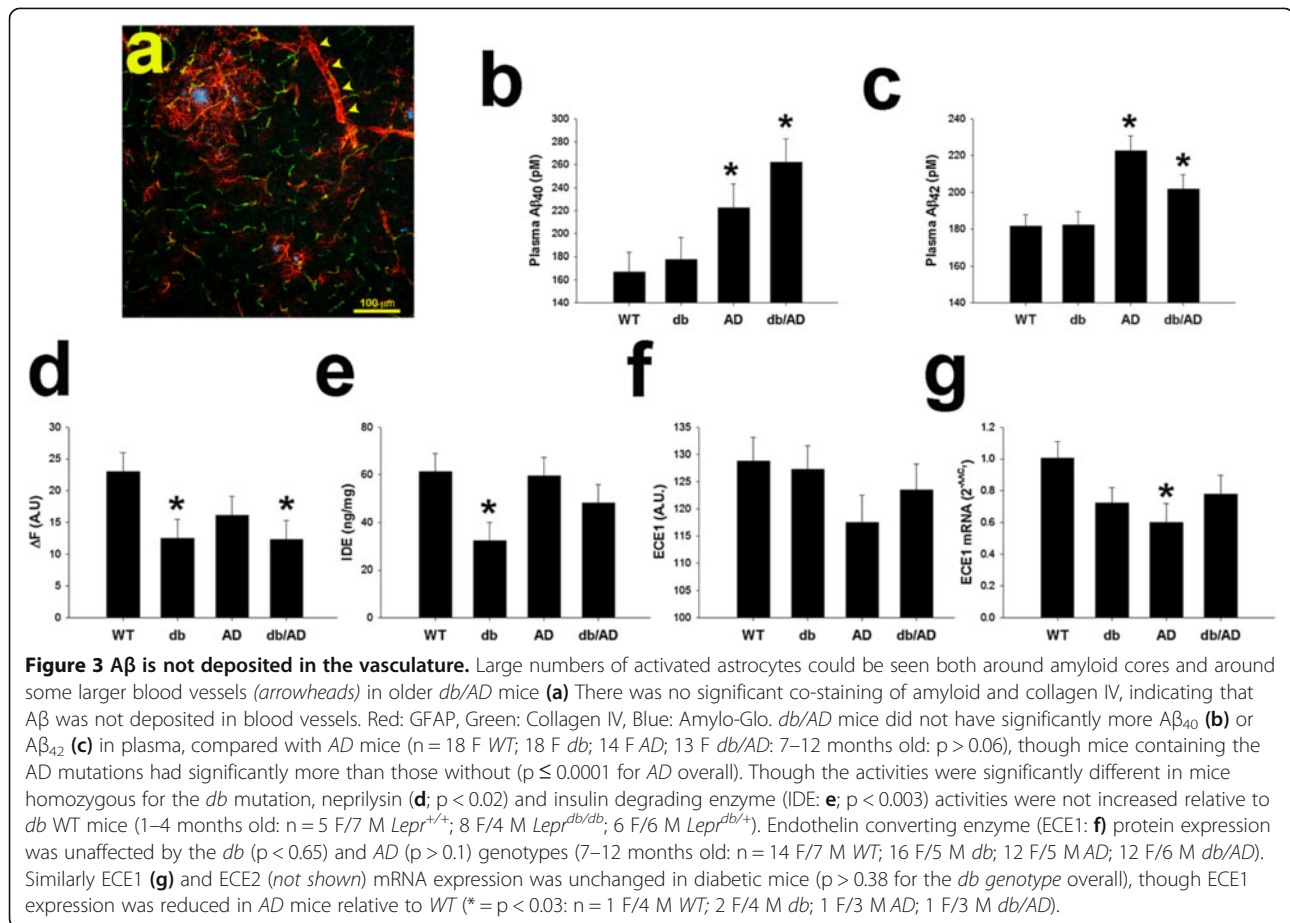 a
100 µm
b
Plasma Aβ40 (pM)
300
280
260
240
220
200
180
160
140
* *
WT db AD db/AD
c
Plasma Aβ42 (pM)
240
220
200
180
160
140
* *
WT db AD db/AD
d
ΔF (A.U)
30
25
20
15
10
5
0
* *
WT db AD db/AD
e
IDE (ng/mg)
80
60
40
20
0
*
WT db AD db/AD
f
ECE1 (A.U.)
135
130
125
120
115
110
105
100
WT db AD db/AD
g
ECE1 mRNA (2^-ΔΔCT)
1.2
1.0
0.8
0.6
0.4
0.2
0.0
*
WT db AD db/AD
Figure 3 Aβ is not deposited in the vasculature. Large numbers of activated astrocytes could be seen both around amyloid cores and around
some larger blood vessels (arrowheads) in older db/AD mice (a) There was no significant co-staining of amyloid and collagen IV, indicating that
Aβ was not deposited in blood vessels. Red: GFAP, Green: Collagen IV, Blue: Amylo-Glo. db/AD mice did not have significantly more Aβ40 (b) or
Aβ42 (c) in plasma, compared with AD mice (n = 18 F WT; 18 F db; 14 F AD; 13 F db/AD: 7–12 months old: p > 0.06), though mice containing the
AD mutations had significantly more than those without (p ≤ 0.0001 for AD overall). Though the activities were significantly different in mice
homozygous for the db mutation, neprilysin (d; p < 0.02) and insulin degrading enzyme (IDE: e; p < 0.003) activities were not increased relative to
db WT mice (1–4 months old: n = 5 F/7 M Lepr+/+; 8 F/4 M Leprdb/db; 6 F/6 M Leprdb/+). Endothelin converting enzyme (ECE1: f) protein expression
was unaffected by the db (p < 0.65) and AD (p > 0.1) genotypes (7–12 months old: n = 14 F/7 M WT; 16 F/5 M db; 12 F/5 M AD; 12 F/6 M db/AD).
Similarly ECE1 (g) and ECE2 (not shown) mRNA expression was unchanged in diabetic mice (p > 0.38 for the db genotype overall), though ECE1
expression was reduced in AD mice relative to WT (* = p < 0.03: n = 1 F/4 M WT; 2 F/4 M db; 1 F/3 M AD; 1 F/3 M db/AD).